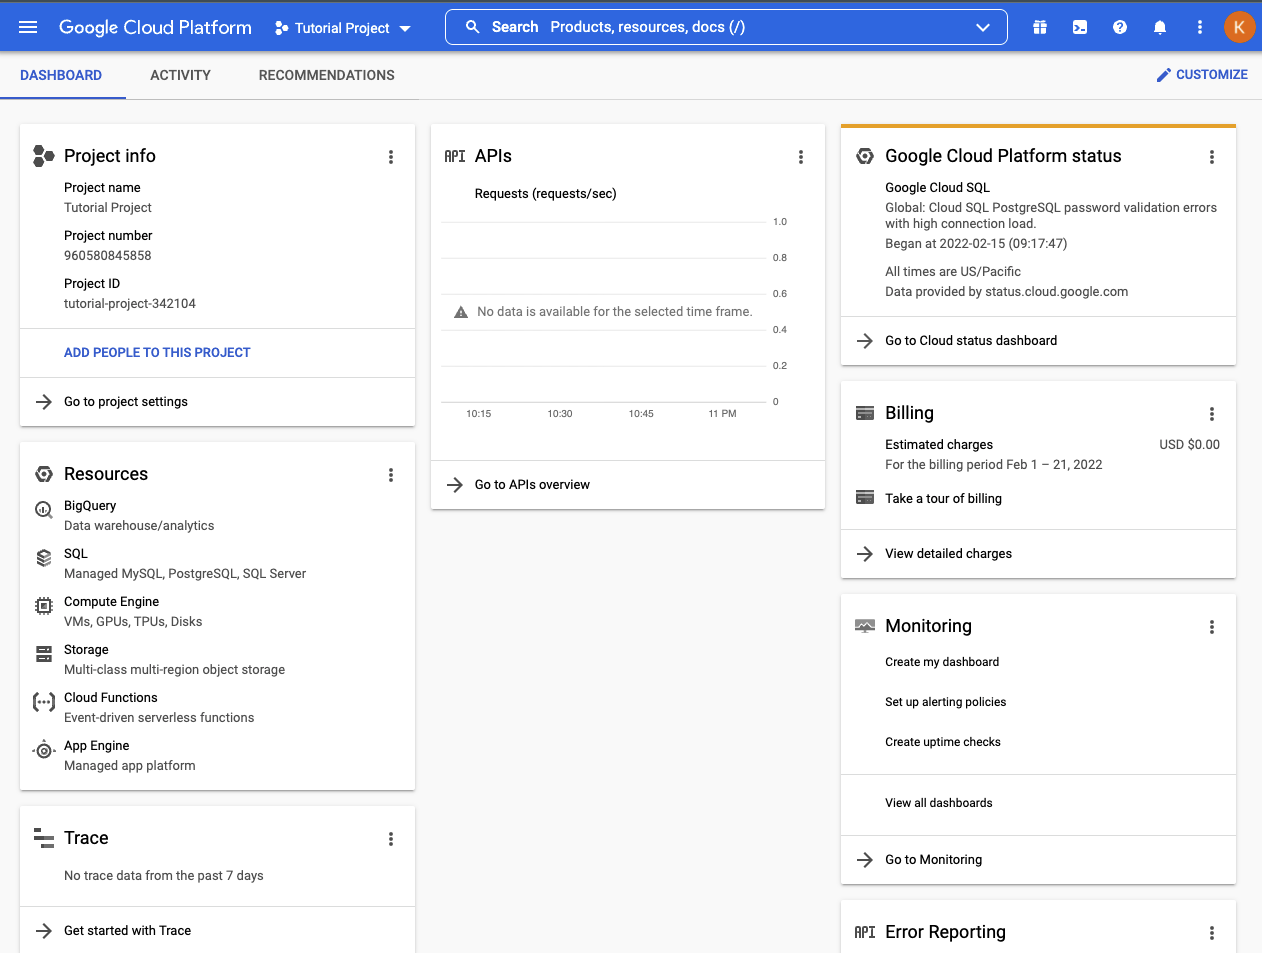 Google Cloud Platform
Tutorial Project
Search Products, resources, docs (/)
K
DASHBOARD
ACTIVITY
RECOMMENDATIONS
CUSTOMIZE
Project info
Project name
Tutorial Project
Project number
960580845858
Project ID
tutorial-project-342104
ADD PEOPLE TO THIS PROJECT
Go to project settings
Resources
BigQuery
Data warehouse/analytics
SQL
Managed MySQL, PostgreSQL, SQL Server
Compute Engine
VMs, GPUs, TPUs, Disks
Storage
Multi-class multi-region object storage
Cloud Functions
Event-driven serverless functions
App Engine
Managed app platform
Trace
No trace data from the past 7 days
Get started with Trace
API APIs
Requests (requests/sec)
1.0
0.8
0.6
No data is available for the selected time frame.
0.4
0.2
0
10:15
10:30
10:45
11 PM
Go to APIs overview
Google Cloud Platform status
Google Cloud SQL
Global: Cloud SQL PostgreSQL password validation errors
with high connection load.
Began at 2022-02-15 (09:17:47)
All times are US/Pacific
Data provided by status.cloud.google.com
Go to Cloud status dashboard
Billing
Estimated charges USD $0.00
For the billing period Feb 1 – 21, 2022
Take a tour of billing
View detailed charges
Monitoring
Create my dashboard
Set up alerting policies
Create uptime checks
View all dashboards
Go to Monitoring
API Error Reporting